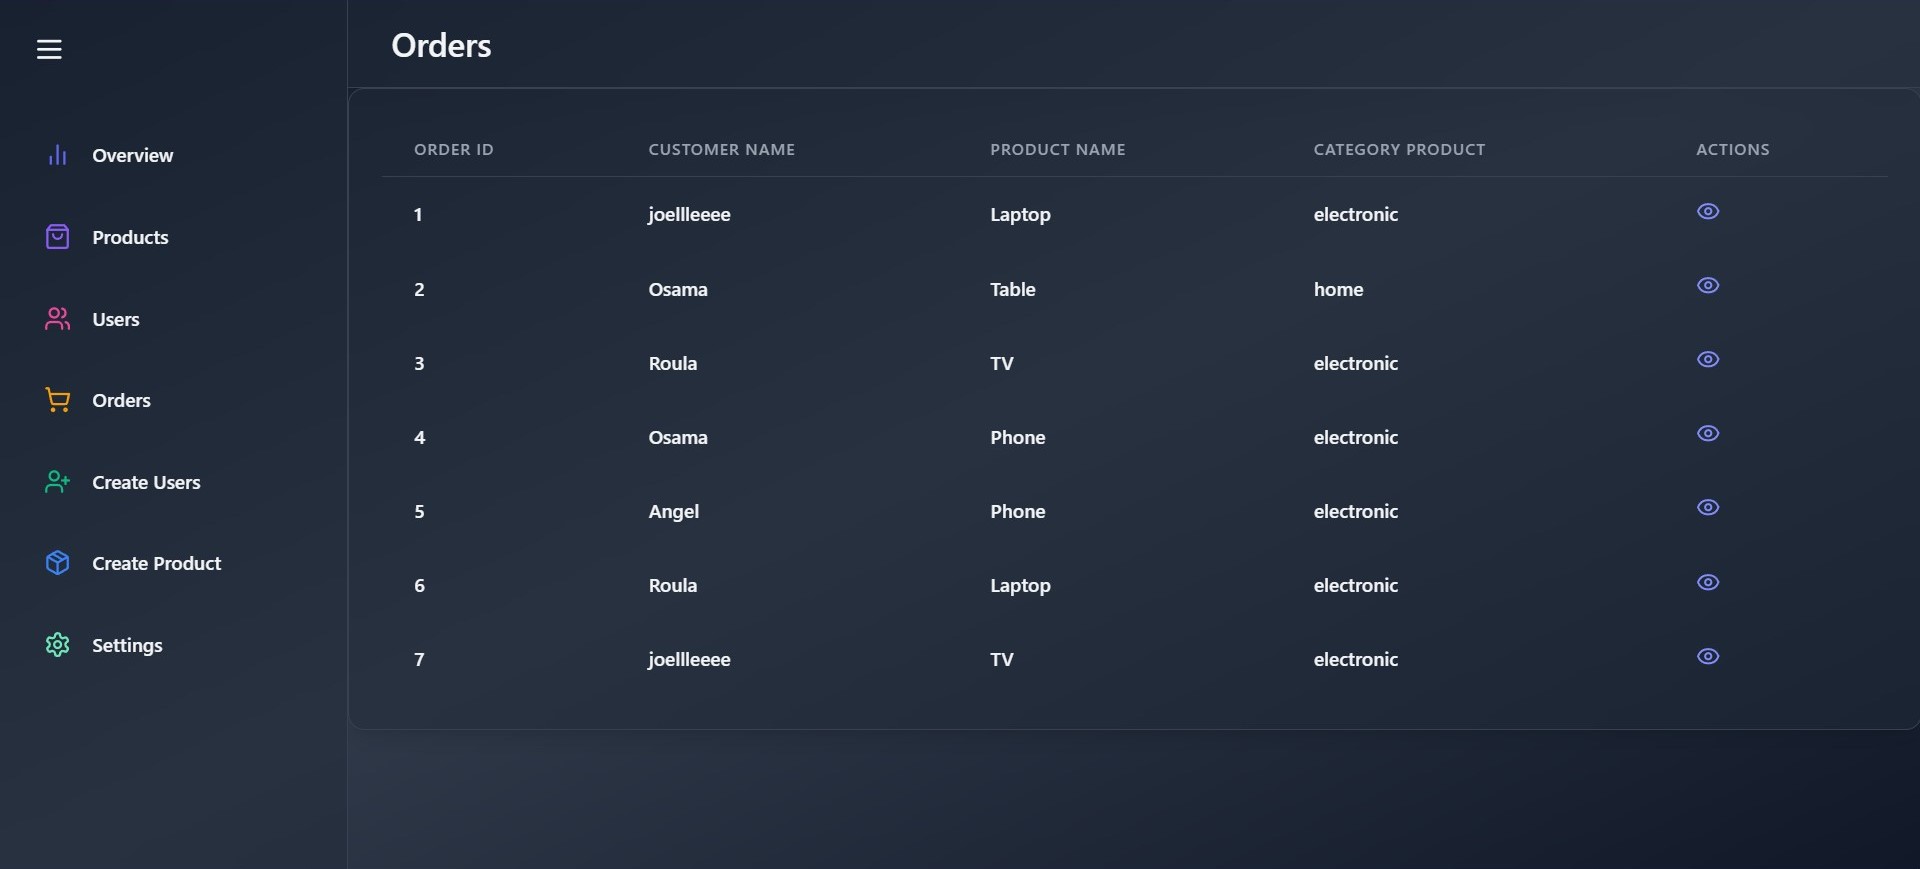 Orders
Overview
Products
Users
Orders
Create Users
Create Product
Settings
ORDER ID CUSTOMER NAME PRODUCT NAME CATEGORY PRODUCT ACTIONS
1 joellleeee Laptop electronic
2 Osama Table home
3 Roula TV electronic
4 Osama Phone electronic
5 Angel Phone electronic
6 Roula Laptop electronic
7 joellleeee TV electronic